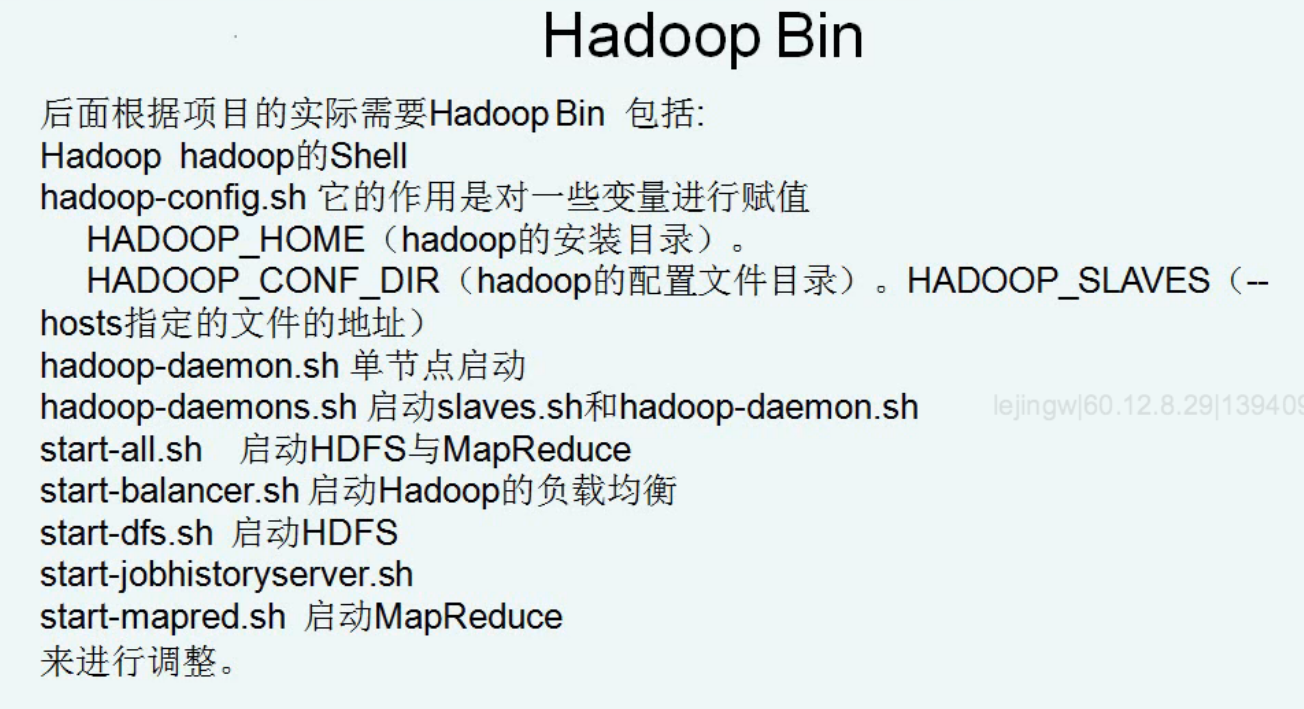 Hadoop Bin
后面根据项目的实际需要Hadoop Bin 包括:
Hadoop hadoop的Shell
hadoop-config.sh 它的作用是对一些变量进行赋值
HADOOP_HOME（hadoop的安装目录）。
HADOOP_CONF_DIR（hadoop的配置文件目录）。HADOOP_SLAVES（--
hosts指定的文件的地址）
hadoop-daemon.sh 单节点启动
hadoop-daemons.sh 启动slaves.sh和hadoop-daemon.sh
lejingw|60.12.8.29|139409
start-all.sh 启动HDFS与MapReduce
start-balancer.sh 启动Hadoop的负载均衡
start-dfs.sh 启动HDFS
start-jobhistoryserver.sh
start-mapred.sh 启动MapReduce
来进行调整。